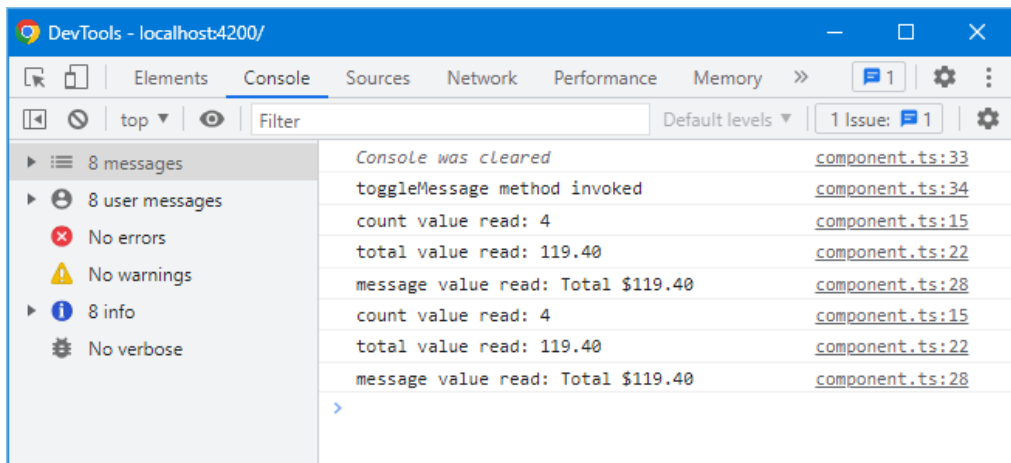 DevTools - localhost:4200/
Elements Console Sources Network Performance Memory » 1
top ▼ Filter Default levels ▼ 1 Issue: 1
8 messages
8 user messages
No errors
No warnings
8 info
No verbose
Console was cleared component.ts:33
toggleMessage method invoked component.ts:34
count value read: 4 component.ts:15
total value read: 119.40 component.ts:22
message value read: Total $119.40 component.ts:28
count value read: 4 component.ts:15
total value read: 119.40 component.ts:22
message value read: Total $119.40 component.ts:28